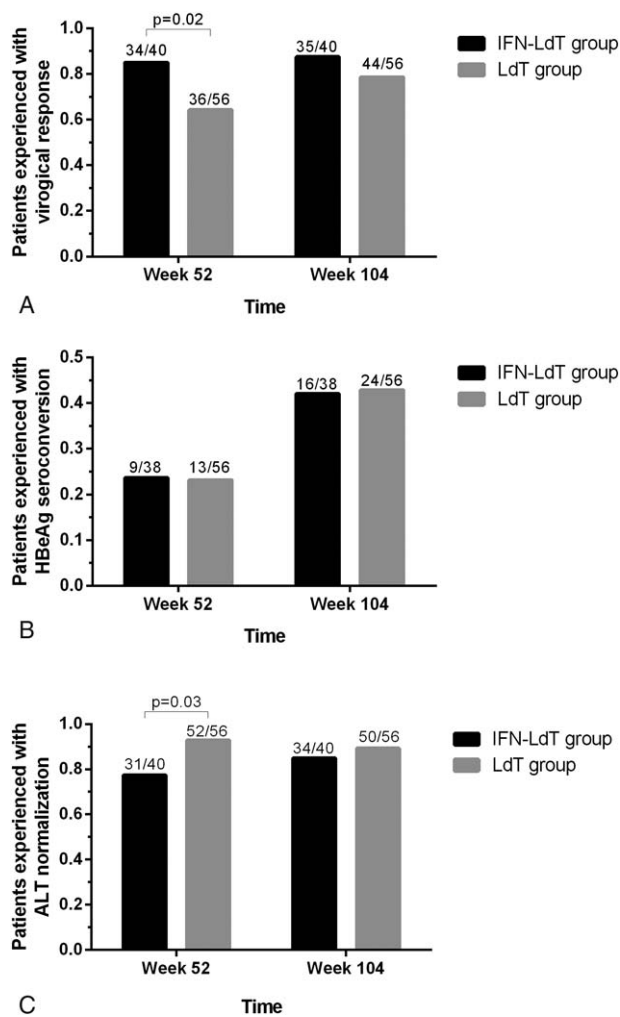 p=0.02
34/40
36/56
35/40
44/56
IFN-LdT group
LdT group
Patients experienced with
virogical response
1.0
0.8
0.6
0.4
0.2
0.0
Week 52
Week 104
Time
A
9/38
13/56
16/38
24/56
IFN-LdT group
LdT group
Patients experienced with
HBeAg seroconversion
0.5
0.4
0.3
0.2
0.1
0.0
Week 52
Week 104
Time
B
p=0.03
31/40
52/56
34/40
50/56
IFN-LdT group
LdT group
Patients experienced with
ALT normalization
1.0
0.8
0.6
0.4
0.2
0.0
Week 52
Week 104
Time
C